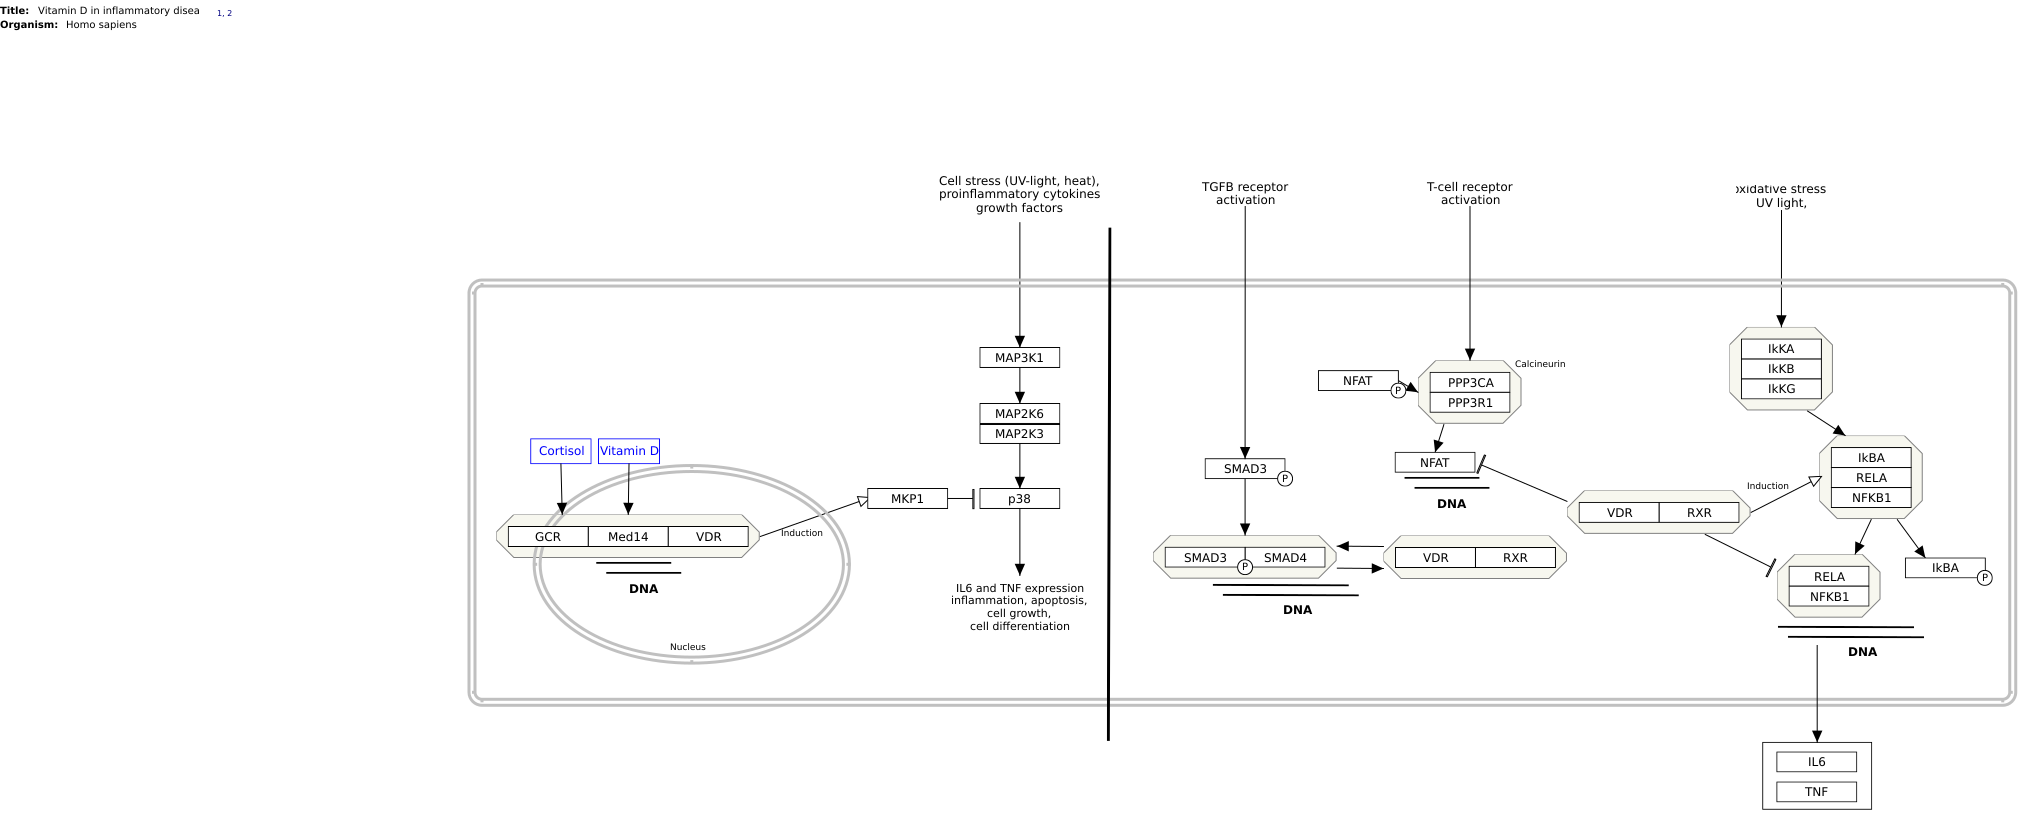 Title: Vitamin D in inflammatory disea 1, 2
Organism: Homo sapiens
Cell stress (UV-light, heat),
proinflammatory cytokines
growth factors
TGFB receptor
activation
T-cell receptor
activation
oxidative stress
UV light,
MAP3K1
MAP2K6
MAP2K3
Cortisol
Vitamin D
MKP1
p38
GCR
Med14
VDR
Induction
DNA
Nucleus
IL6 and TNF expression
inflammation, apoptosis,
cell growth,
cell differentiation
SMAD3
P
SMAD3
SMAD4
P
DNA
VDR
RXR
NFAT
P
PPP3CA
PPP3R1
Calcineurin
NFAT
DNA
VDR
RXR
Induction
IkKA
IkKB
IkKG
IkBA
RELA
NFKB1
RELA
NFKB1
IkBA
P
DNA
IL6
TNF